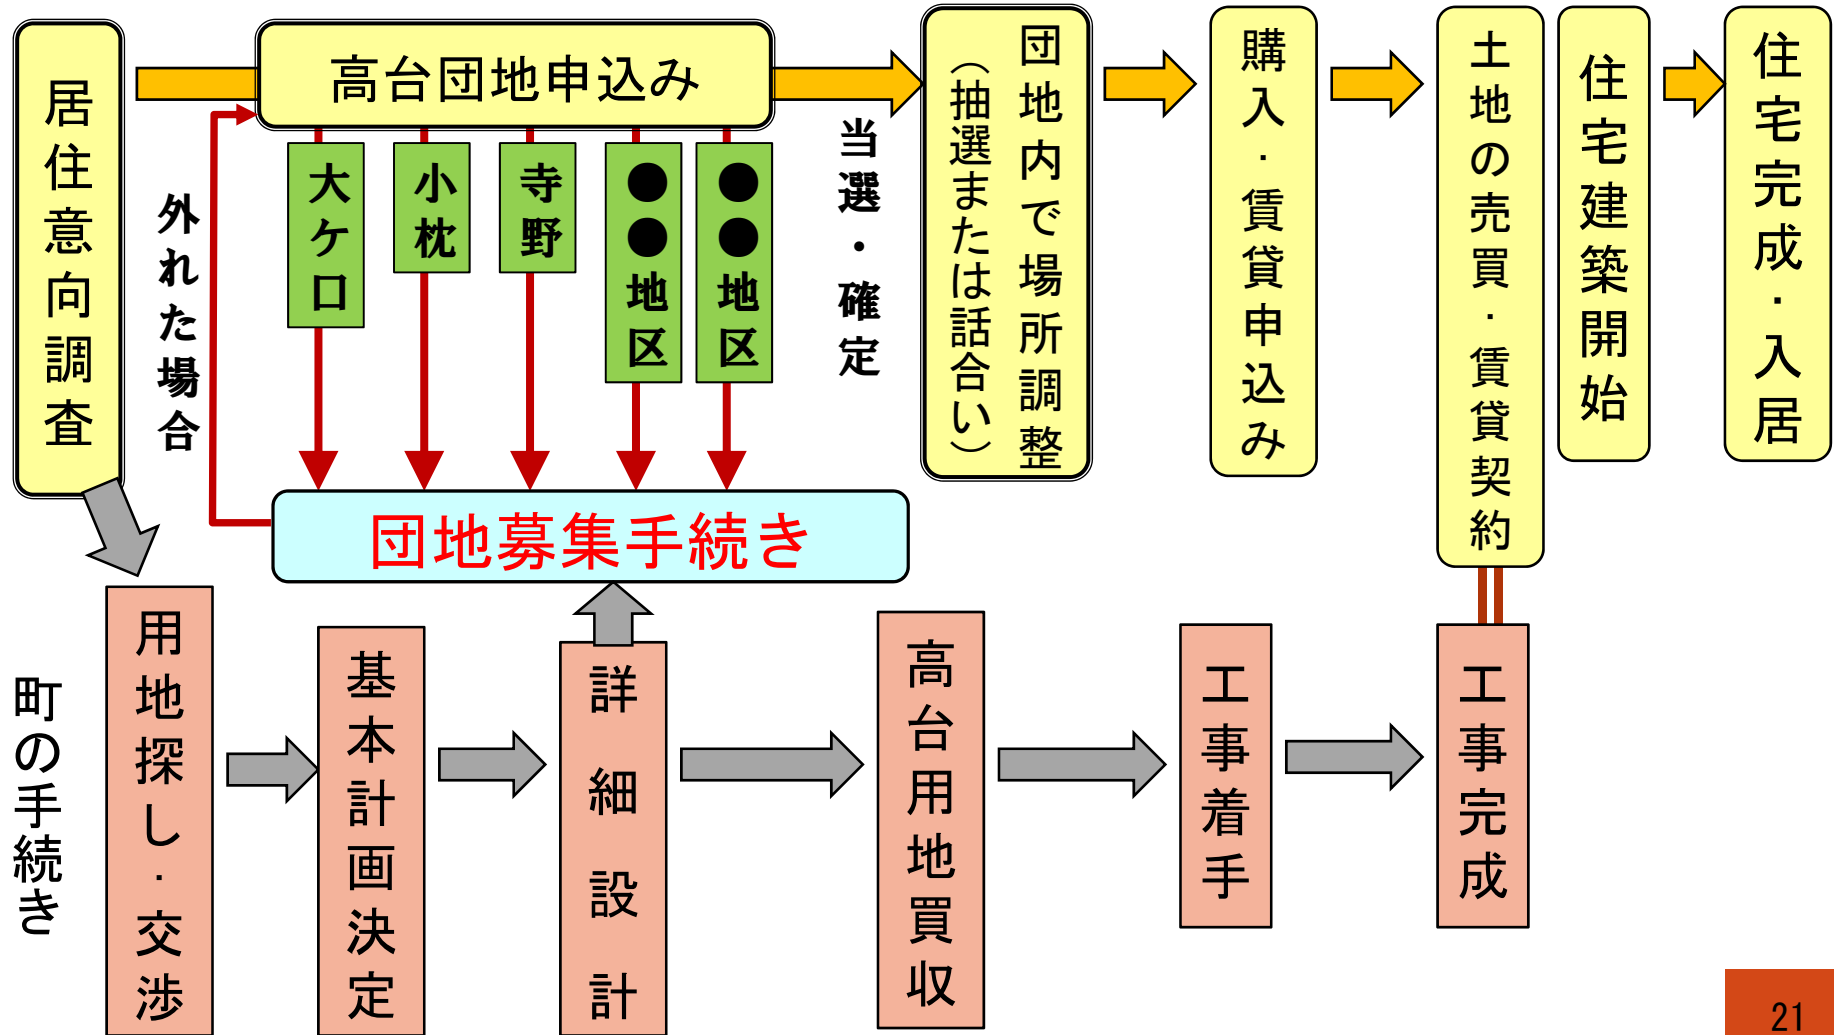 居住意向調査
高台団地申込み
外れた場合
大ケ口
小枕
寺野
●●地区
●●地区
当選・確定
団地内で場所調整
（抽選または話合い）
購入・賃貸申込み
土地の売買・賃貸契約
住宅建築開始
住宅完成・入居
団地募集手続き
町の手続き
用地探し・交渉
基本計画決定
詳細設計
高台用地買収
工事着手
工事完成
21